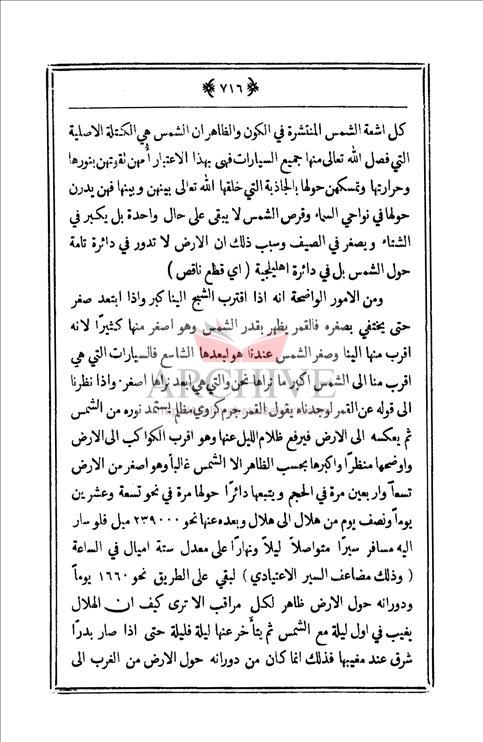 ٧١٦
كل اشعة الشمس المنتشرة في الكون والظاهر ان الشمس هي الكتلة الاصلية
التي فصل الله تعالى منها جميع السيارات فهي بهذا الاعتبار أمهن تقوتهن بنورها
وحرارتها وتمسكهن حولها بالجاذبة التي خلقها الله تعالى بينهن وبينها فهن يدرن
حولها في نواحي السماء وقرص الشمس لا يبقى على حال واحدة بل يكبر في
الشتاء ويصغر في الصيف وسبب ذلك ان الارض لا تدور في دائرة تامة
حول الشمس بل في دائرة اهليلجية ( اي قطع ناقص )
ومن الامور الواضحة انه اذا اقترب الشبح الينا كبر واذا ابتعد صغر
حتى يختفي بصغره فالقمر يظهر بقدر الشمس وهو اصغر منها كثيرًا لانه
اقرب منها الينا وصغر الشمس عندنا هو لبعدها الشاسع فالسيارات التي هي
اقرب منا الى الشمس اكبر ما نراها نحن والتي هي ابعد نراها اصغر. واذا نظرنا
الى قوله عن القمر لوجدناه يقول القمر جرم كروي مظلم يستمد نوره من الشمس
ثم يعكسه الى الارض فيرفع ظلام الليل عنها وهو اقرب الكواكب الى الارض
واوضحها منظرًا واكبرها بحسب الظاهر الا الشمس غالبًا وهو اصغر من الارض
تسعًا واربعين مرة في الحجم ويتبعها دائرًا حولها مرة في نحو تسعة وعشرين
يومًا ونصف يوم من هلال الى هلال وبعده عنها نحو ٢٣٩٠٠٠ ميل فلو سار
اليه مسافر سيرًا متواصلاً ليلاً ونهارًا على معدل ستة اميال في الساعة
( وذلك مضاعف السير الاعتيادي ) لبقي على الطريق نحو ١٦٦٠ يومًا
ودورانه حول الارض ظاهر لكل مراقب الا ترى كيف ان الهلال
يغيب في اول ليلة مع الشمس ثم يتأخر عنها ليلة فليلة حتى اذا صار بدرًا
شرق عند مغيبها فذلك انما كان من دورانه حول الارض من الغرب الى
ARCHIVE